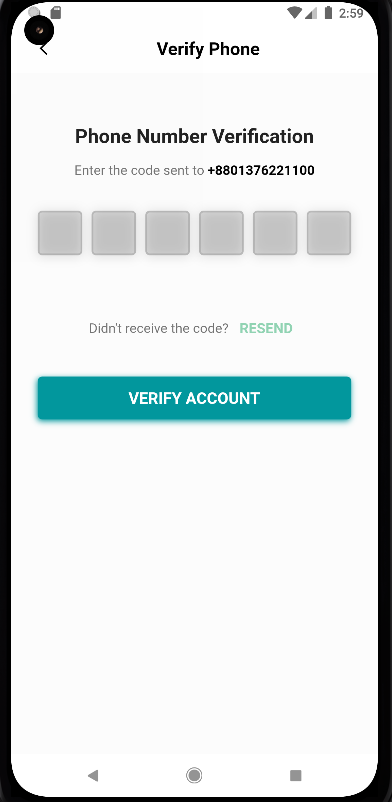 2:59
Verify Phone
Phone Number Verification
Enter the code sent to +8801376221100
Didn't receive the code? RESEND
VERIFY ACCOUNT